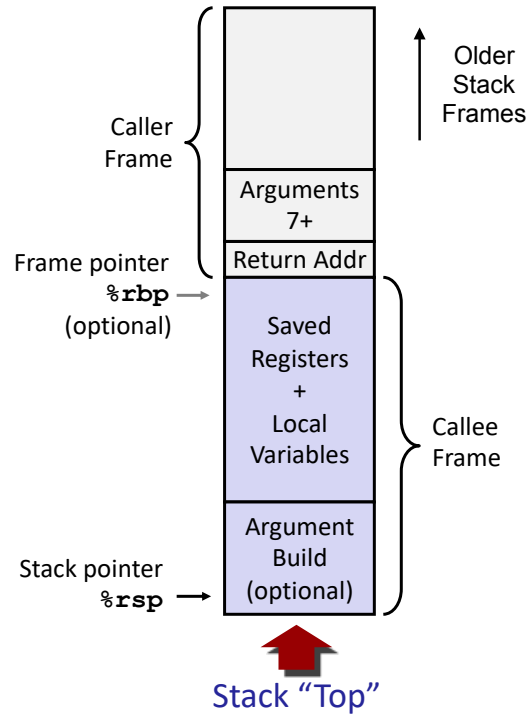 Older
Stack
Frames
Caller
Frame
Arguments
7+
Return Addr
Frame pointer
%rbp
(optional)
Saved
Registers
+
Local
Variables
Callee
Frame
Argument
Build
(optional)
Stack pointer
%rsp
Stack “Top”